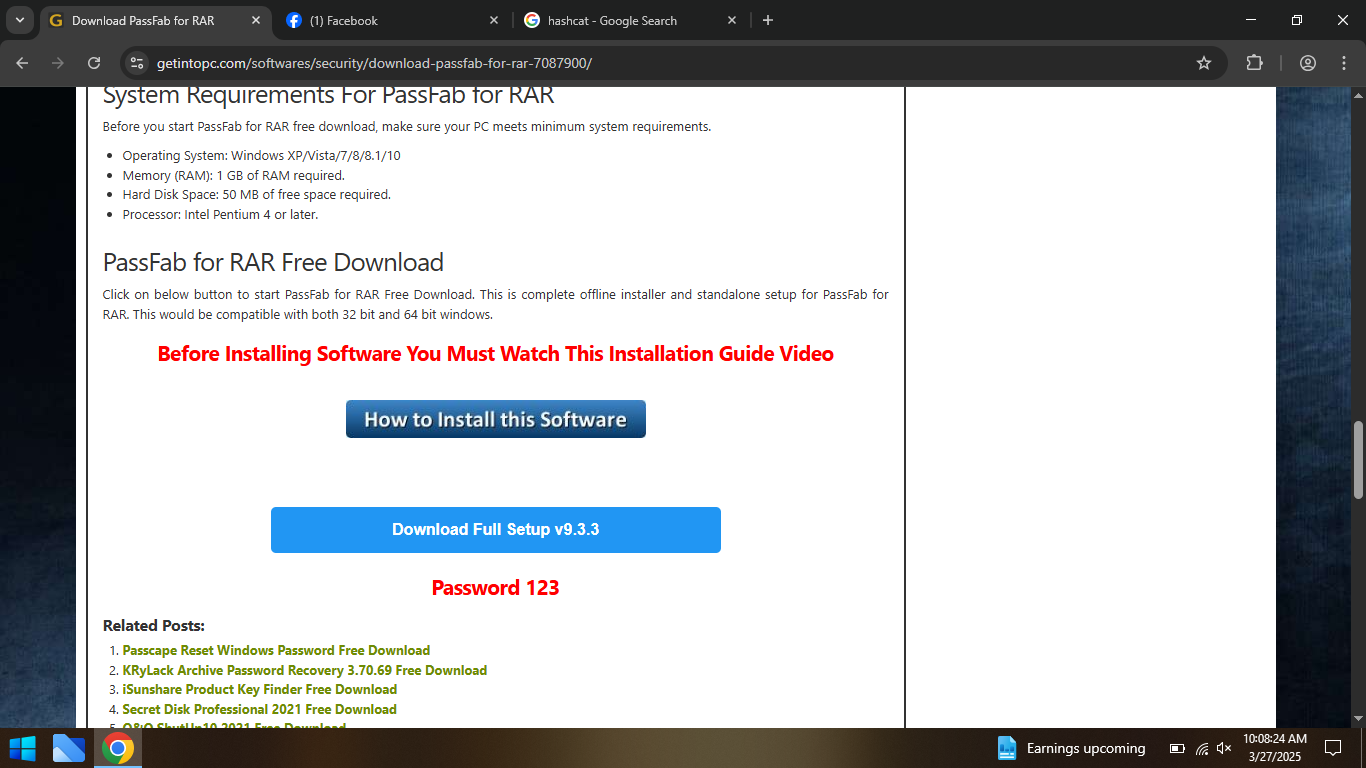 Download PassFab for RAR
(1) Facebook
hashcat - Google Search
getintopc.com/softwares/security/download-passfab-for-rar-7087900/
System Requirements For PassFab for RAR
Before you start PassFab for RAR free download, make sure your PC meets minimum system requirements.
Operating System: Windows XP/Vista/7/8/8.1/10
Memory (RAM): 1 GB of RAM required.
Hard Disk Space: 50 MB of free space required.
Processor: Intel Pentium 4 or later.
PassFab for RAR Free Download
Click on below button to start PassFab for RAR Free Download. This is complete offline installer and standalone setup for PassFab for
RAR. This would be compatible with both 32 bit and 64 bit windows.
Before Installing Software You Must Watch This Installation Guide Video
How to Install this Software
Download Full Setup v9.3.3
Password 123
Related Posts:
1. Passcape Reset Windows Password Free Download
2. KRyLack Archive Password Recovery 3.70.69 Free Download
3. iSunshare Product Key Finder Free Download
4. Secret Disk Professional 2021 Free Download
5. O&O ShutUp10 2021 Free Download
Earnings upcoming
10:08:24 AM
3/27/2025